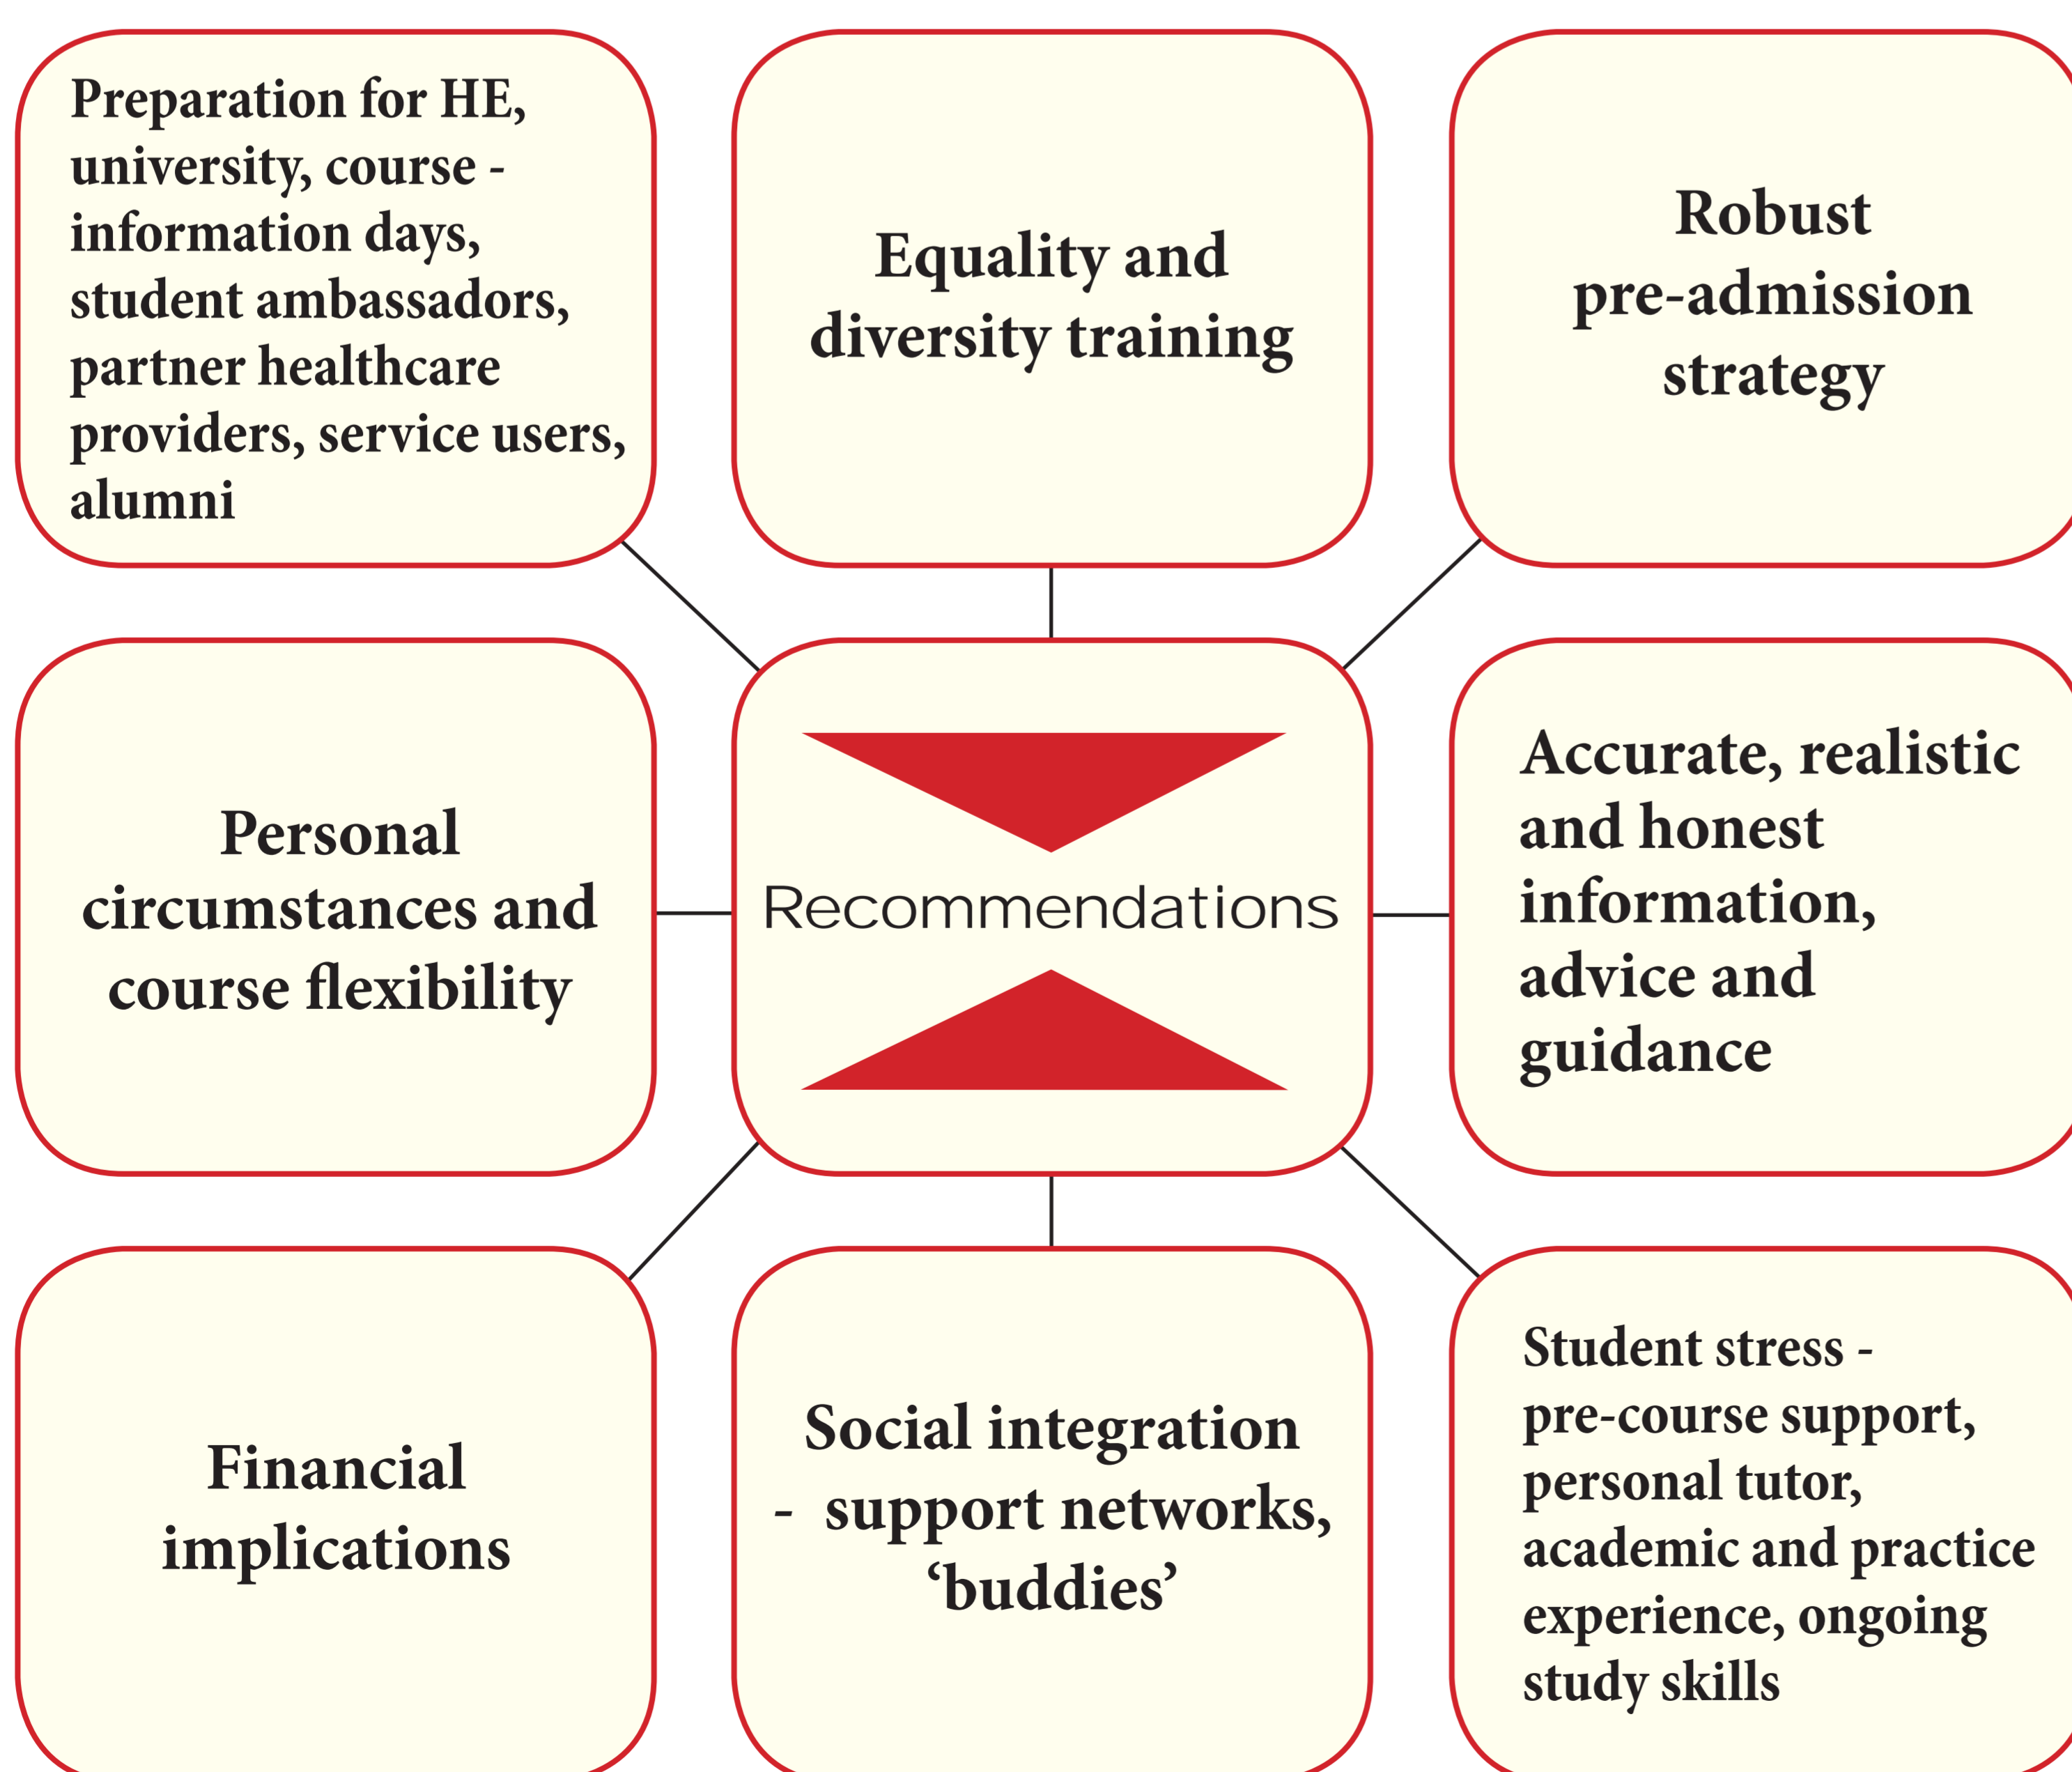 Preparation for HE,
university, course -
information days,
student ambassadors,
partner healthcare
providers, service users,
alumni
Equality and
diversity training
Robust
pre-admission
strategy
Personal
circumstances and
course flexibility
Recommendations
Accurate, realistic
and honest
information,
advice and
guidance
Financial
implications
Social integration
- support networks,
‘buddies’
Student stress -
pre-course support,
personal tutor,
academic and practice
experience, ongoing
study skills